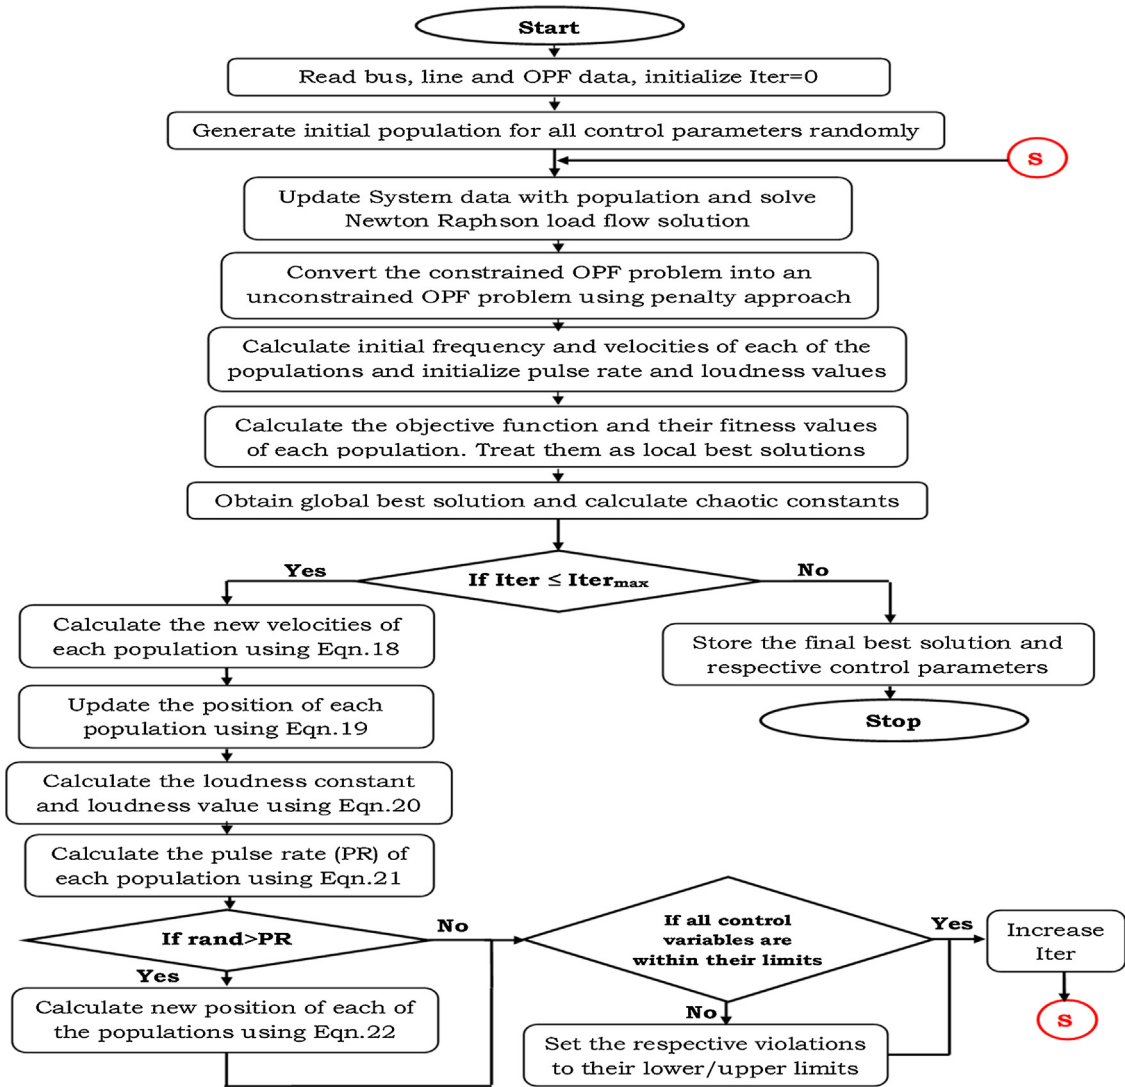 Start
Read bus, line and OPF data, initialize Iter=0
Generate initial population for all control parameters randomly
S
Update System data with population and solve
Newton Raphson load flow solution
Convert the constrained OPF problem into an
unconstrained OPF problem using penalty approach
Calculate initial frequency and velocities of each of the
populations and initialize pulse rate and loudness values
Calculate the objective function and their fitness values
of each population. Treat them as local best solutions
Obtain global best solution and calculate chaotic constants
If Iter ≤ Itermax
Yes
No
Calculate the new velocities of
each population using Eqn.18
Store the final best solution and
respective control parameters
Update the position of each
population using Eqn.19
Stop
Calculate the loudness constant
and loudness value using Eqn.20
Calculate the pulse rate (PR) of
each population using Eqn.21
If rand>PR
No
Yes
Calculate new position of each of
the populations using Eqn.22
If all control
variables are
within their limits
Yes
No
Set the respective violations
to their lower/upper limits
Increase
Iter
S